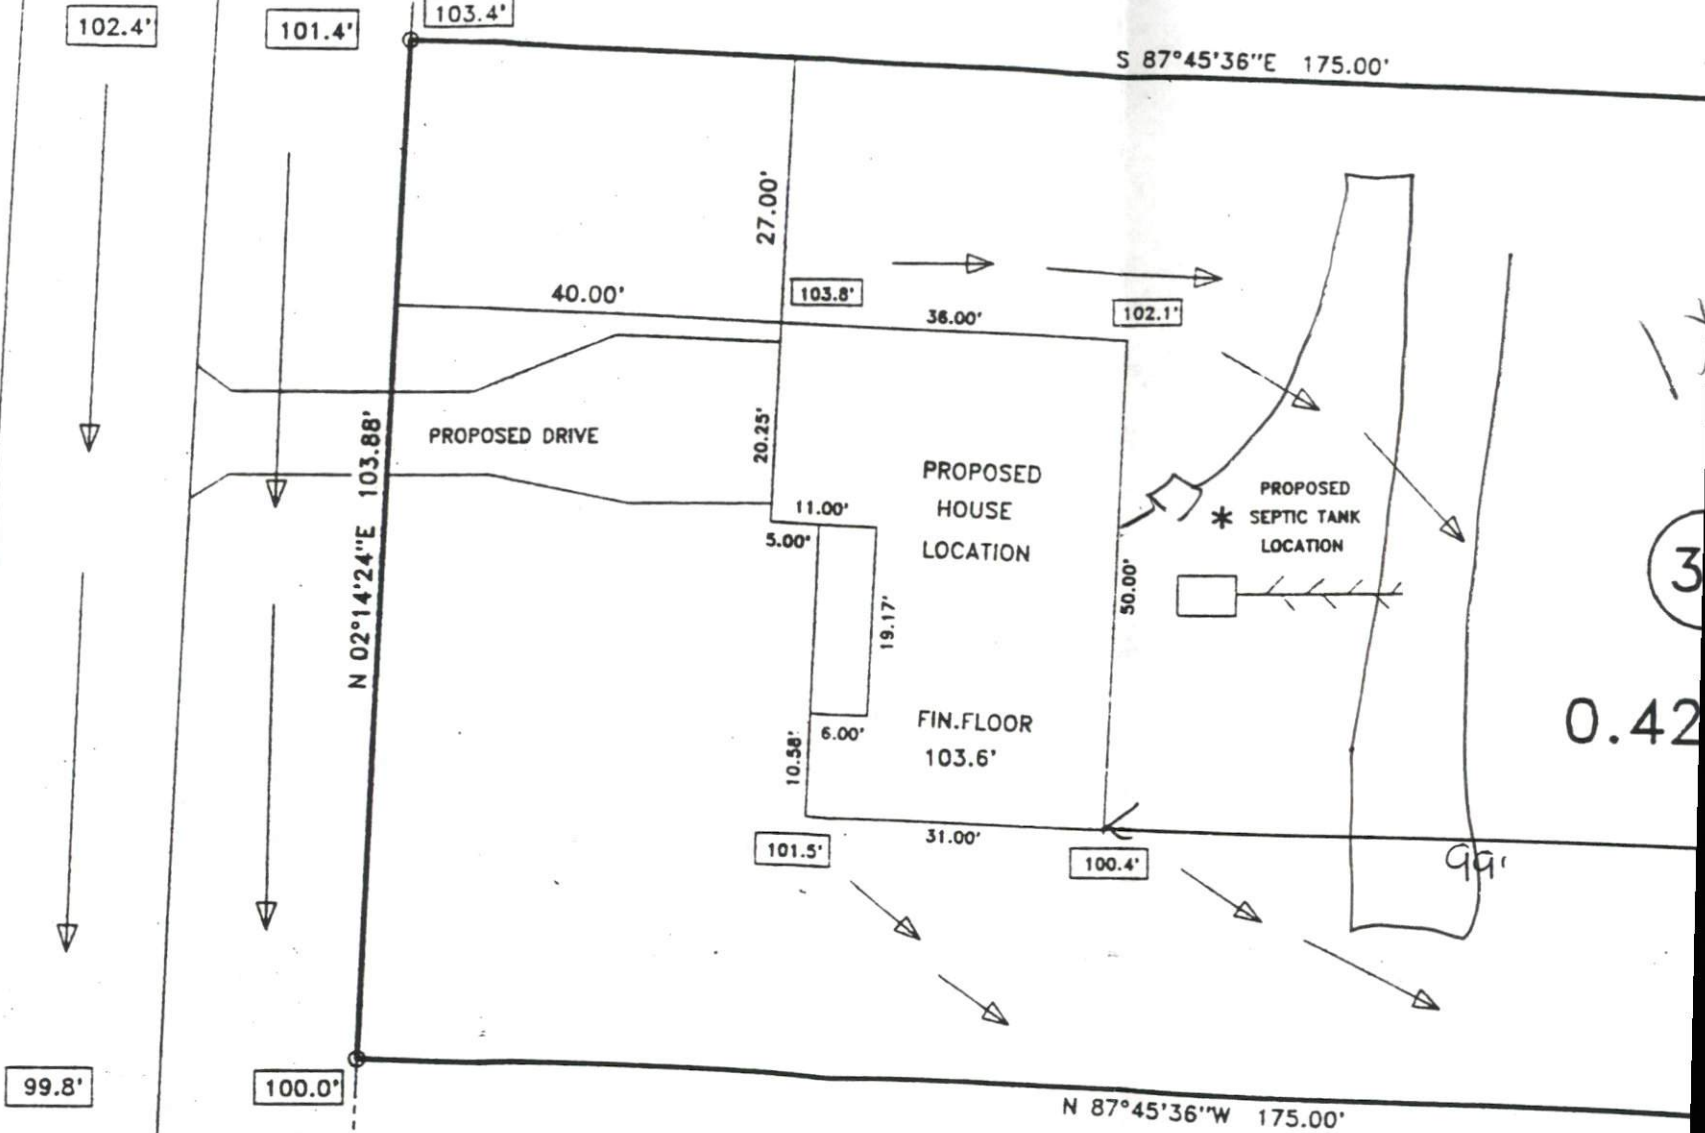 102.4'
101.4'
103.4'
S 87°45'36"E 175.00'
27.00'
40.00'
103.8'
36.00'
102.1'
PROPOSED DRIVE
N 02°14'24"E 103.88'
20.25'
11.00'
5.00'
PROPOSED
HOUSE
LOCATION
PROPOSED
* SEPTIC TANK
LOCATION
50.00'
19.17'
6.00'
10.58'
FIN.FLOOR
103.6'
3
0.42
101.5'
31.00'
100.4'
99'
99.8'
100.0'
N 87°45'36"W 175.00'